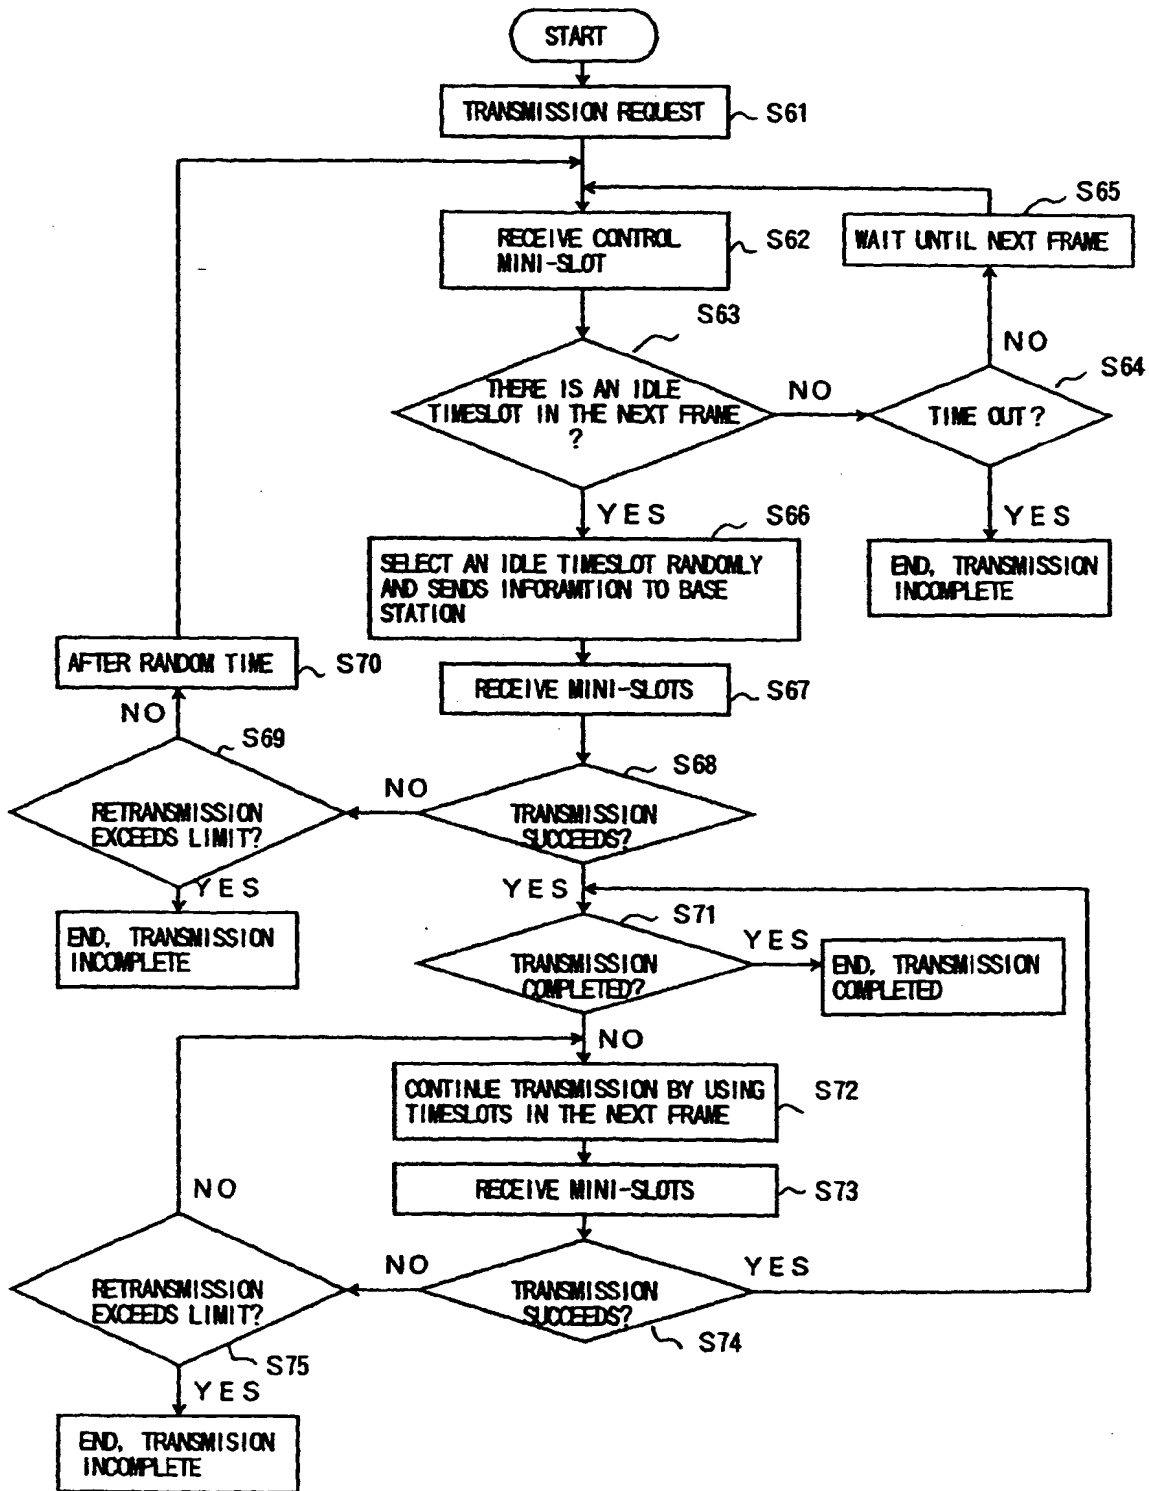 START
TRANSMISSION REQUEST
S61
S65
RECEIVE CONTROL
MINI-SLOT
S62
WAIT UNTIL NEXT FRAME
S63
NO
S64
THERE IS AN IDLE
TIMESLOT IN THE NEXT FRAME
?
NO
TIME OUT?
YES
S66
YES
SELECT AN IDLE TIMESLOT RANDOMLY
AND SENDS INFORAMTION TO BASE
STATION
END, TRANSMISSION
INCOMPLETE
AFTER RANDOM TIME
S70
RECEIVE MINI-SLOTS
S67
NO
S69
S68
NO
RETRANSMISSION
EXCEEDS LIMIT?
TRANSMISSION
SUCCEEDS?
YES
YES
S71
END, TRANSMISSION
INCOMPLETE
YES
TRANSMISSION
COMPLETED?
END, TRANSMISSION
COMPLETED
NO
CONTINUE TRANSMISSION BY USING
TIMESLOTS IN THE NEXT FRAME
S72
NO
RECEIVE MINI-SLOTS
S73
NO
YES
RETRANSMISSION
EXCEEDS LIMIT?
TRANSMISSION
SUCCEEDS?
S74
S75
YES
END, TRANSMISION
INCOMPLETE